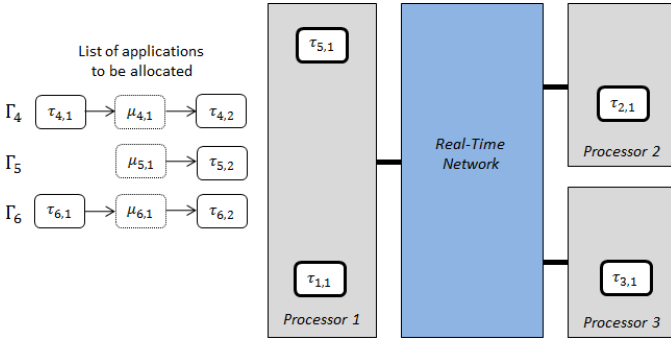 List of applications
to be allocated
Γ4 τ4,1 μ4,1 τ4,2
Γ5 μ5,1 τ5,2
Γ6 τ6,1 μ6,1 τ6,2
τ5,1
τ1,1
Processor 1
Real-Time
Network
τ2,1
Processor 2
τ3,1
Processor 3